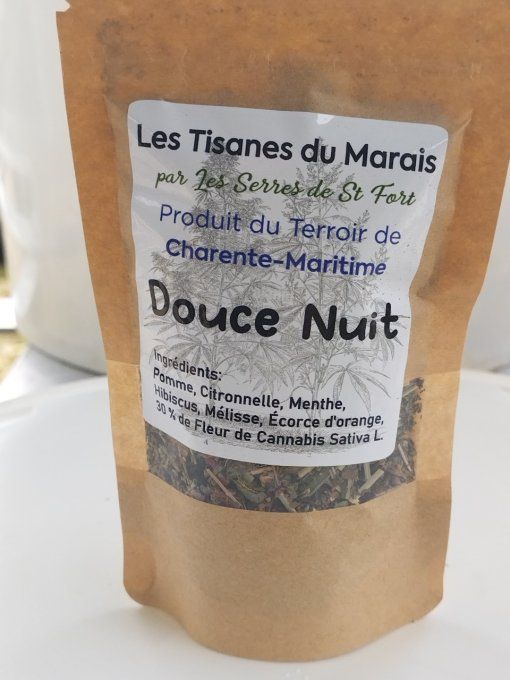 Les Tisanes du Marais
par Les Serres de St Fort
Produit du Terroir de
Charente-Maritime
Douce Nuit
Ingrédients:
Pomme, Citronnelle, Menthe,
Hibiscus, Mélisse, Écorce d'orange,
30 % de Fleur de Cannabis Sativa L.